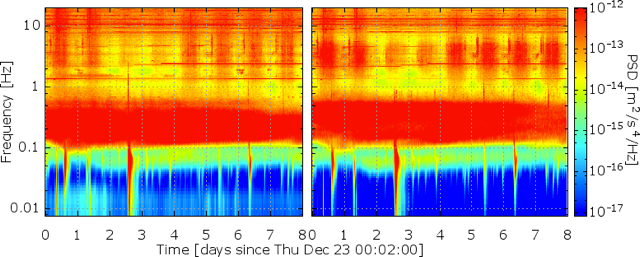 10
1
0.1
0.01
Frequency [Hz]
0 1 2 3 4 5 6 7 8
0 1 2 3 4 5 6 7 8
Time [days since Thu Dec 23 00:02:00]
10^-12
10^-13
10^-14
10^-15
10^-16
10^-17
PSD [m^2/s^4/Hz]